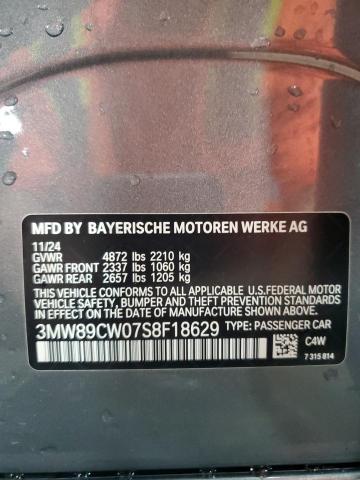 MFD BY BAYERISCHE MOTOREN WERKE AG
11/24
GVWR 4872 lbs 2210 kg
GAWR FRONT 2337 lbs 1060 kg
GAWR REAR 2657 lbs 1205 kg
THIS VEHICLE CONFORMS TO ALL APPLICABLE U.S.FEDERAL MOTOR
VEHICLE SAFETY, BUMPER, AND THEFT PREVENTION STANDARDS
IN EFFECT ON THE DATE OF MANUFACTURE SHOWN ABOVE.
3MW89CW07S8F18629 TYPE: PASSENGER CAR
C4W
7 315 814